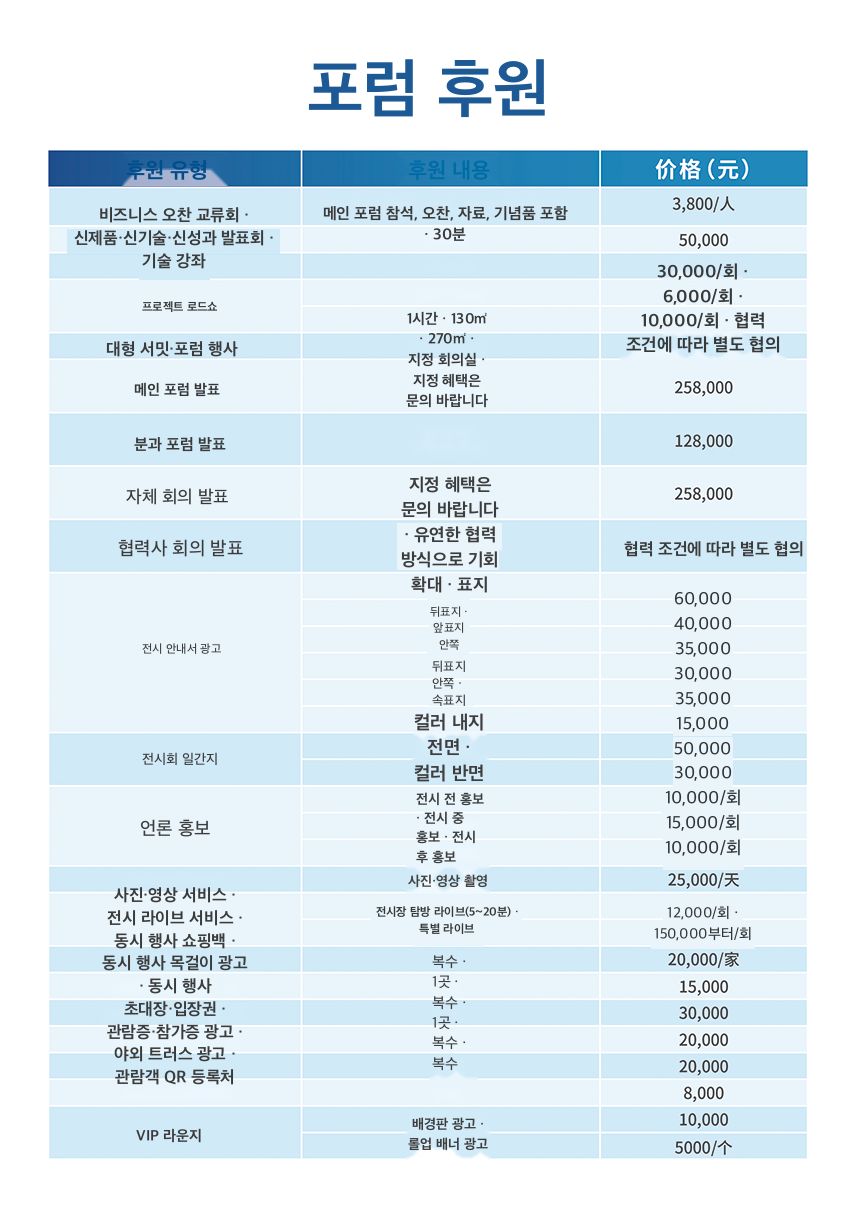 포럼 후원
후원 유형
후원 내용
价格（元）
비즈니스 오찬 교류회 ·
신제품·신기술·신성과 발표회 ·
기술 강좌
메인 포럼 참석, 오찬, 자료, 기념품 포함
· 30분
3,800/人
50,000
30,000/회 ·
6,000/회 ·
10,000/회 · 협력
조건에 따라 별도 협의
프로젝트 로드쇼
대형 서밋·포럼 행사
1시간 · 130㎡
· 270㎡ ·
지정 회의실 ·
지정 혜택은
문의 바랍니다
메인 포럼 발표
258,000
분과 포럼 발표
128,000
자체 회의 발표
지정 혜택은
문의 바랍니다
· 유연한 협력
방식으로 기회
확대 · 표지
258,000
협력사 회의 발표
협력 조건에 따라 별도 협의
전시 안내서 광고
뒤표지 ·
앞표지
안쪽
뒤표지
안쪽 ·
속표지
컬러 내지
전면 ·
컬러 반면
60,000
40,000
35,000
30,000
35,000
15,000
전시회 일간지
50,000
30,000
언론 홍보
전시 전 홍보
· 전시 중
홍보 · 전시
후 홍보
10,000/회
15,000/회
10,000/회
사진·영상 서비스 ·
전시 라이브 서비스 ·
동시 행사 쇼핑백 ·
동시 행사 목걸이 광고
· 동시 행사
초대장·입장권 ·
관람증·참가증 광고 ·
야외 트러스 광고 ·
관람객 QR 등록처
사진·영상 촬영
25,000/天
전시장 탐방 라이브(5~20분) ·
특별 라이브
12,000/회 ·
150,000부터/회
복수 ·
1곳 ·
복수 ·
1곳 ·
복수 ·
복수
20,000/家
15,000
30,000
20,000
20,000
8,000
VIP 라운지
배경판 광고 ·
롤업 배너 광고
10,000
5000/个